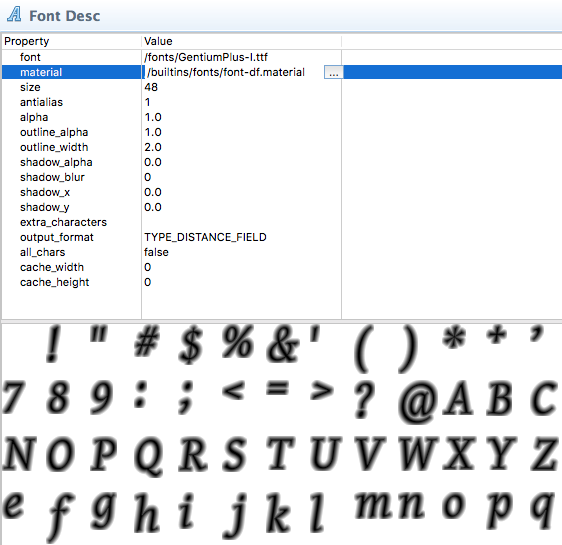 Font Desc
Property Value
font /fonts/GentiumPlus-I.ttf
material /builtins/fonts/font-df.material ...
size 48
antialias 1
alpha 1.0
outline_alpha 1.0
outline_width 2.0
shadow_alpha 0.0
shadow_blur 0
shadow_x 0.0
shadow_y 0.0
extra_characters
output_format TYPE_DISTANCE_FIELD
all_chars false
cache_width 0
cache_height 0
! " # $ % & ' ( ) * + ,
7 8 9 : ; < = > ? @ A B C
N O P Q R S T U V W X Y Z
e f g h i j k l m n o p q